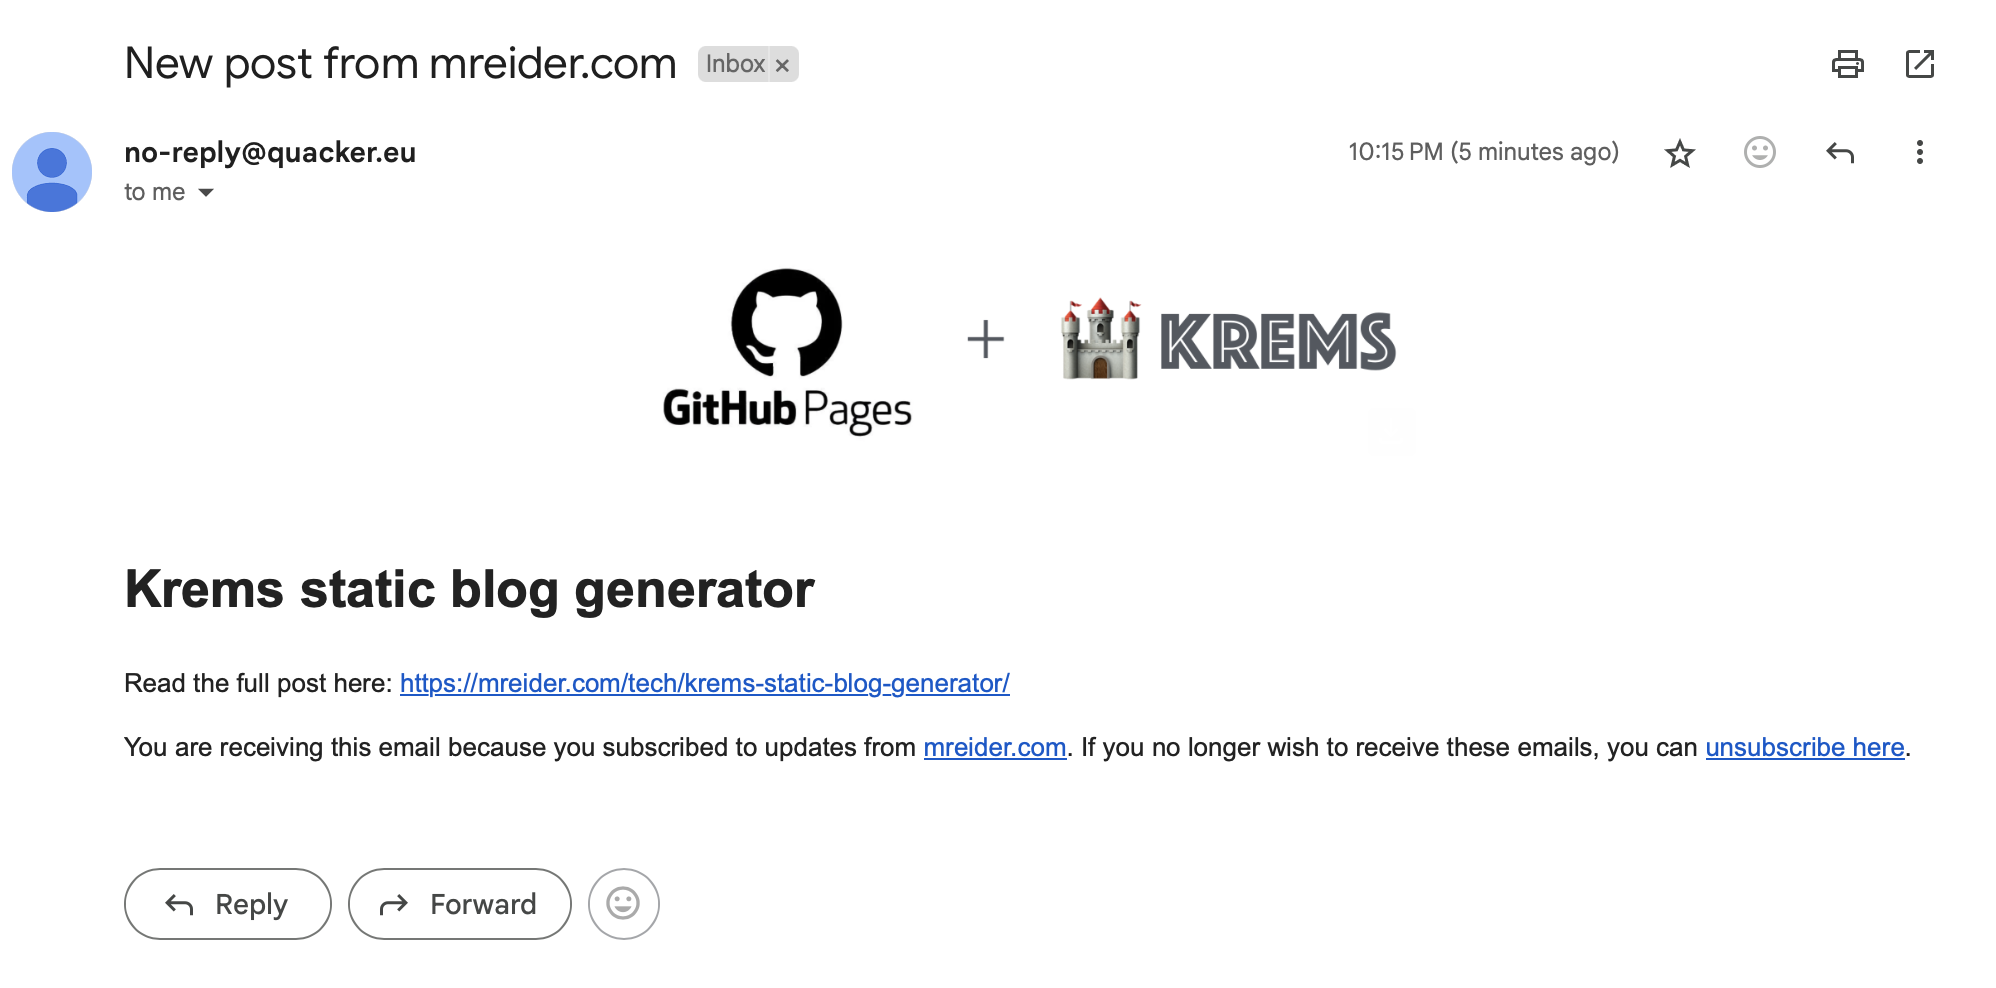 New post from mreider.com Inbox x
no-reply@quacker.eu 10:15 PM (5 minutes ago)
to me
GitHub Pages + KREMS
Krems static blog generator
Read the full post here: https://mreider.com/tech/krems-static-blog-generator/
You are receiving this email because you subscribed to updates from mreider.com. If you no longer wish to receive these emails, you can unsubscribe here.
Reply Forward